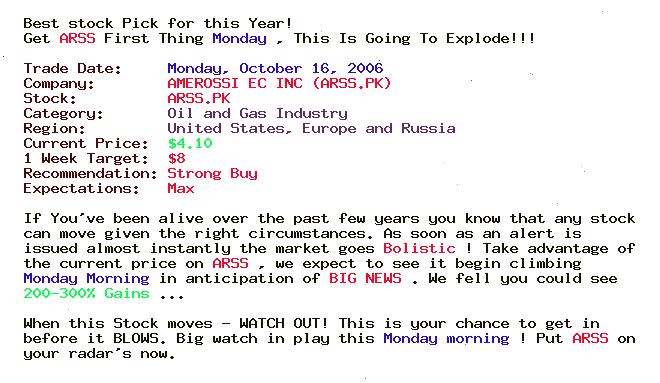 Best stock Pick for this Year!
Get ARSS First Thing Monday , This Is Going To Explode!!!
Trade Date: Monday, October 16, 2006
Company: AMEROSSI EC INC (ARSS.PK)
Stock: ARSS.PK
Category: Oil and Gas Industry
Region: United States, Europe and Russia
Current Price: $4.10
1 Week Target: $8
Recommendation: Strong Buy
Expectations: Max
If You've been alive over the past few years you know that any stock
can move given the right circumstances. As soon as an alert is
issued almost instantly the market goes Bolistic ! Take advantage of
the current price on ARSS , we expect to see it begin climbing
Monday Morning in anticipation of BIG NEWS . We fell you could see
200-300% Gains ...
When this Stock moves - WATCH OUT! This is your chance to get in
before it BLOWS. Big watch in play this Monday morning ! Put ARSS on
your radar's now.